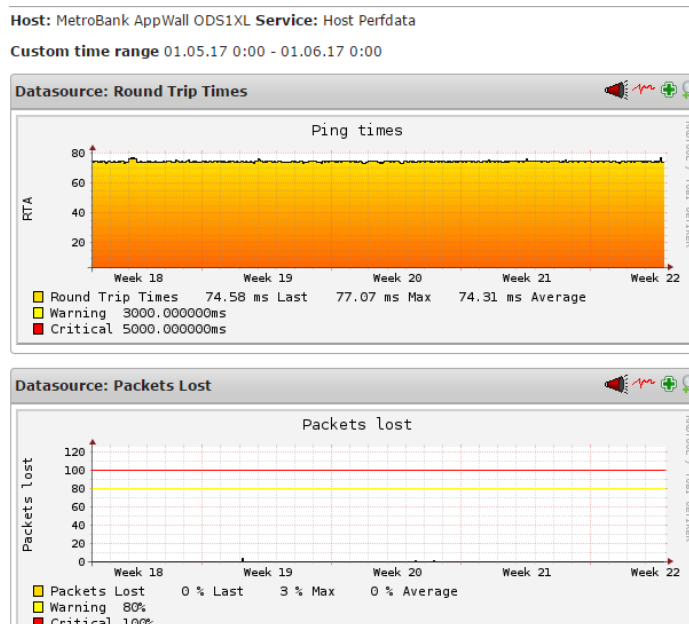 Host: MetroBank AppWall ODS1XL Service: Host Perfdata
Custom time range 01.05.17 0:00 - 01.06.17 0:00
Datasource: Round Trip Times
Ping times
RTA
80
60
40
20
Week 18 Week 19 Week 20 Week 21 Week 22
Round Trip Times 74.58 ms Last 77.07 ms Max 74.31 ms Average
Warning 3000.000000ms
Critical 5000.000000ms
Datasource: Packets Lost
Packets lost
Packets lost
120
100
80
60
40
20
0
Week 18 Week 19 Week 20 Week 21 Week 22
Packets Lost 0 % Last 3 % Max 0 % Average
Warning 80%
Critical 100%